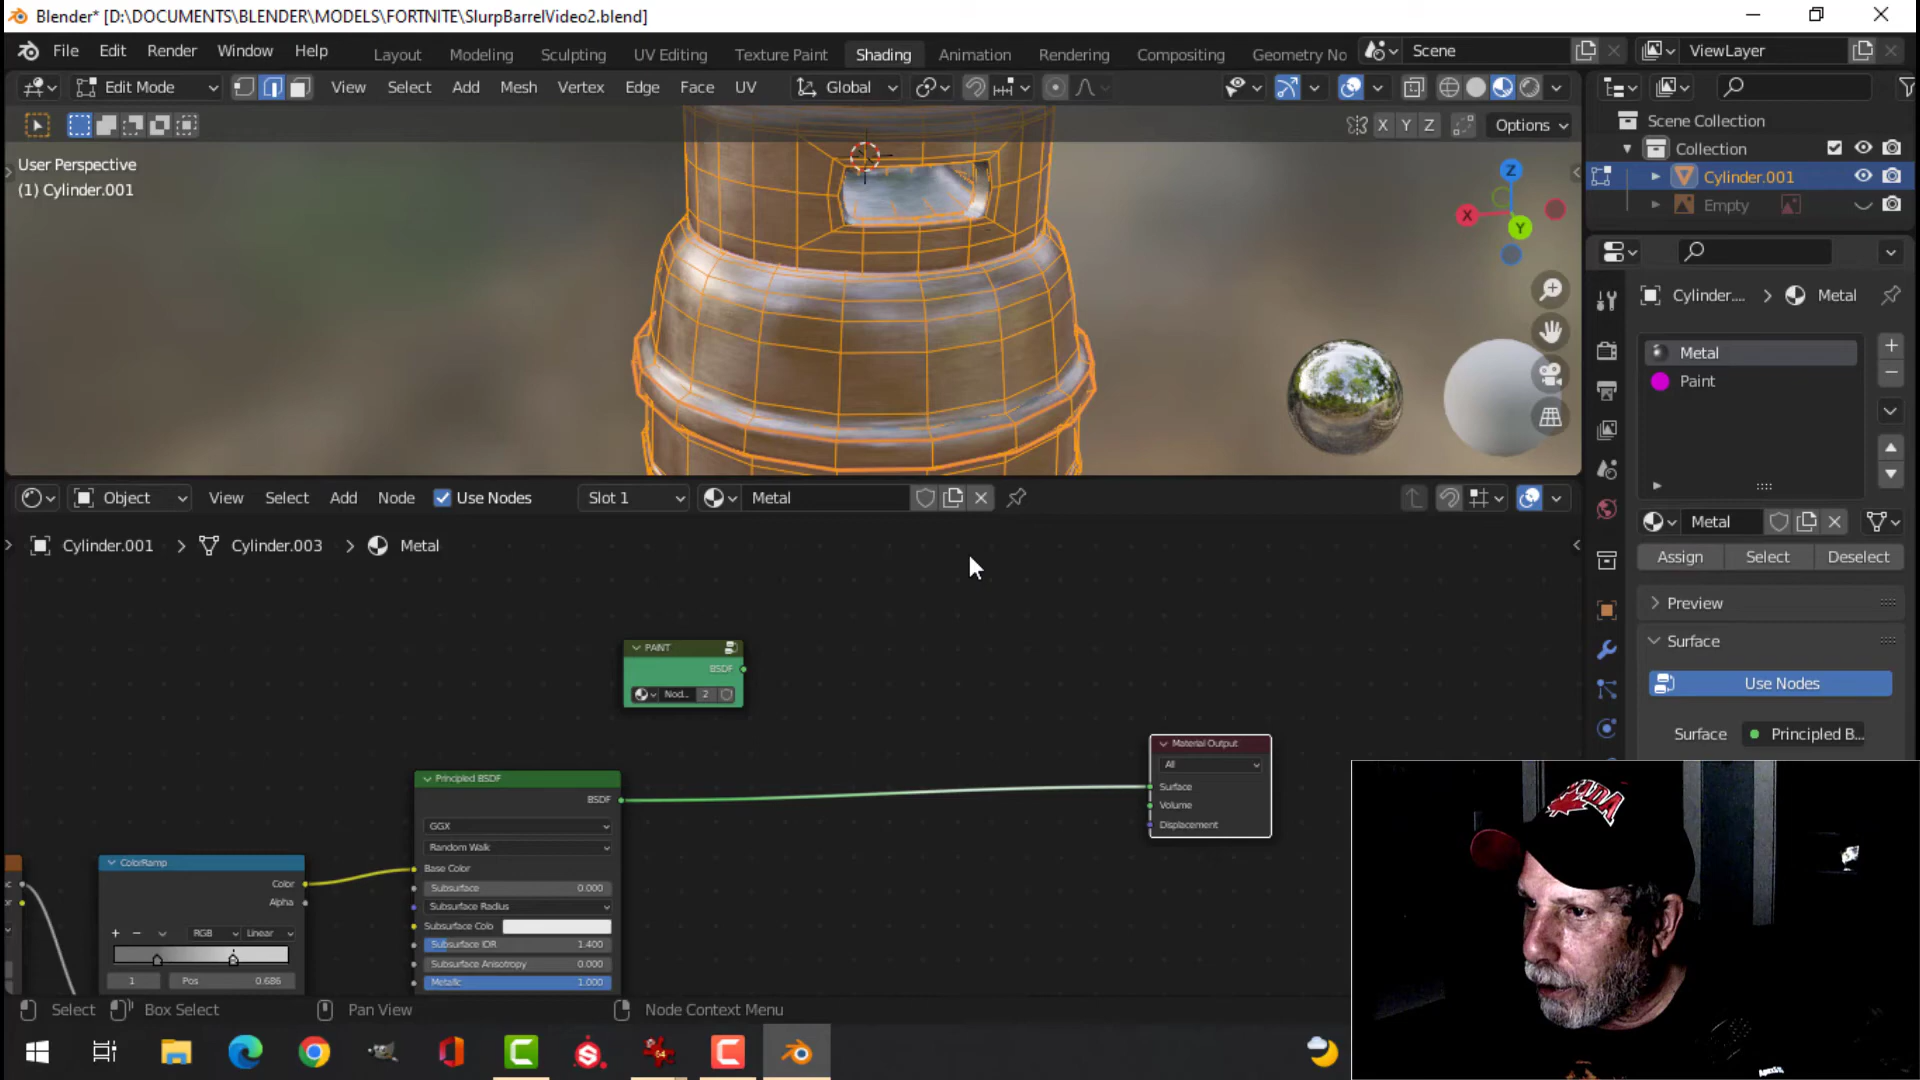 Blender* [D:\DOCUMENTS\BLENDER\MODELS\FORTNITE\SlurpBarrelVideo2.blend]
File Edit Render Window Help Layout Modeling Sculpting UV Editing Texture Paint Shading Animation Rendering Compositing Geometry No Scene ViewLayer
Edit Mode View Select Add Mesh Vertex Edge Face UV Global
X Y Z Options
Scene Collection
Collection
Cylinder.001
Empty
User Perspective
(1) Cylinder.001
Z
X
Y
Cylinder.... > Metal
Metal
Paint
Object View Select Add Node Use Nodes Slot 1 Metal
Metal
Cylinder.001 > Cylinder.003 > Metal
Assign Select Deselect
Preview
Surface
Use Nodes
Surface Principled B...
PAINT
BSDF
Nod.. 2
Material Output
All
Surface
Volume
Displacement
Principled BSDF
BSDF
GGX
Random Walk
Base Color
Subsurface 0.000
Subsurface Radius
Subsurface Colo
Subsurface IOR 1.400
Subsurface Anisotropy 0.000
Metallic 1.000
ColorRamp
Color
Alpha
RGB Linear
1 Pos 0.686
Select Box Select Pan View Node Context Menu